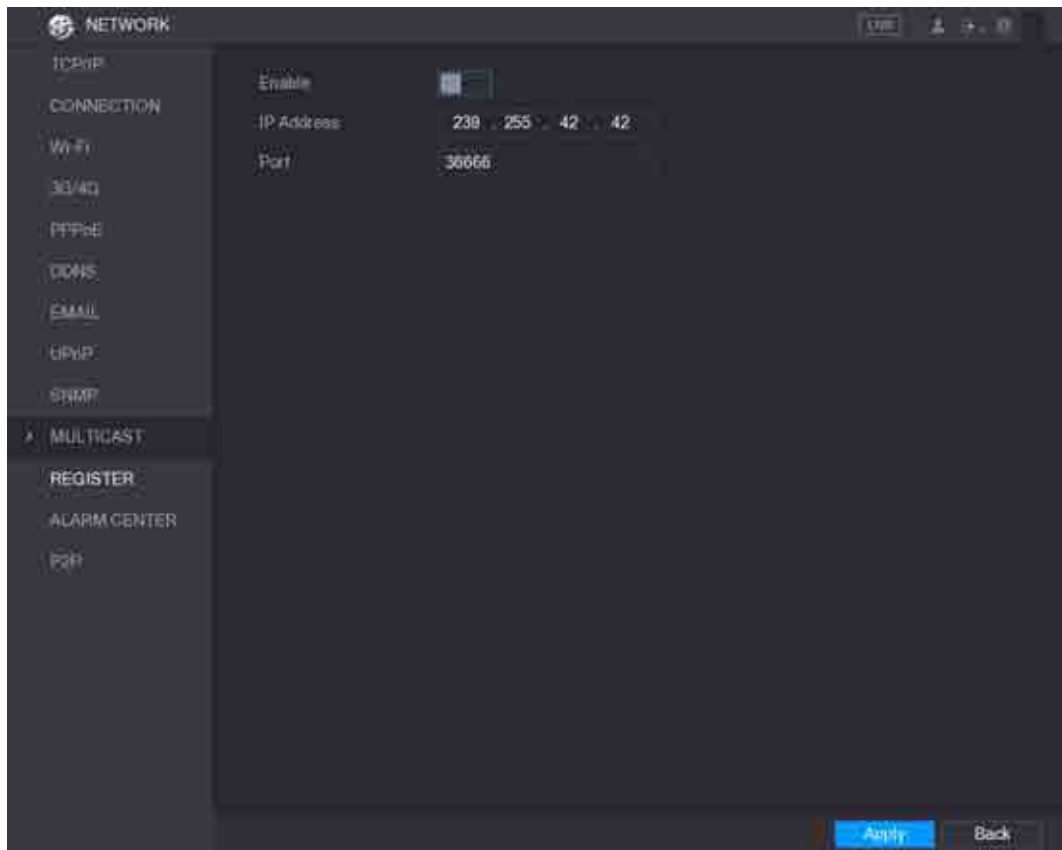 NETWORK
LIVE
TCP/IP
CONNECTION
Wi-Fi
3G/4G
PPPoE
DDNS
EMAIL
UPnP
SNMP
MULTICAST
REGISTER
ALARM CENTER
P2P
Enable
IP Address 239 . 255 . 42 . 42
Port 36666
Apply Back